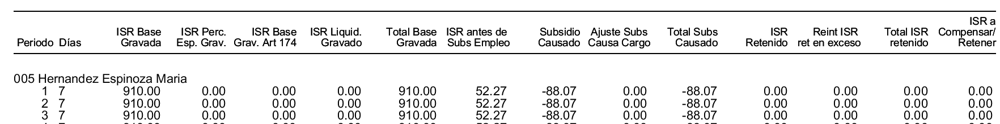 Periodo Días ISR Base Gravada ISR Perc. Esp. Grav. ISR Base Grav. Art 174 ISR Liquid. Gravado Total Base Gravada ISR antes de Subs Empleo Subsidio Causado Ajuste Subs Causa Cargo Total Subs Causado ISR Retenido Reint ISR ret en exceso Total ISR retenido ISR a Compensar/ Retener
005 Hernandez Espinoza Maria
1 7 910.00 0.00 0.00 0.00 910.00 52.27 -88.07 0.00 -88.07 0.00 0.00 0.00 0.00
2 7 910.00 0.00 0.00 0.00 910.00 52.27 -88.07 0.00 -88.07 0.00 0.00 0.00 0.00
3 7 910.00 0.00 0.00 0.00 910.00 52.27 -88.07 0.00 -88.07 0.00 0.00 0.00 0.00